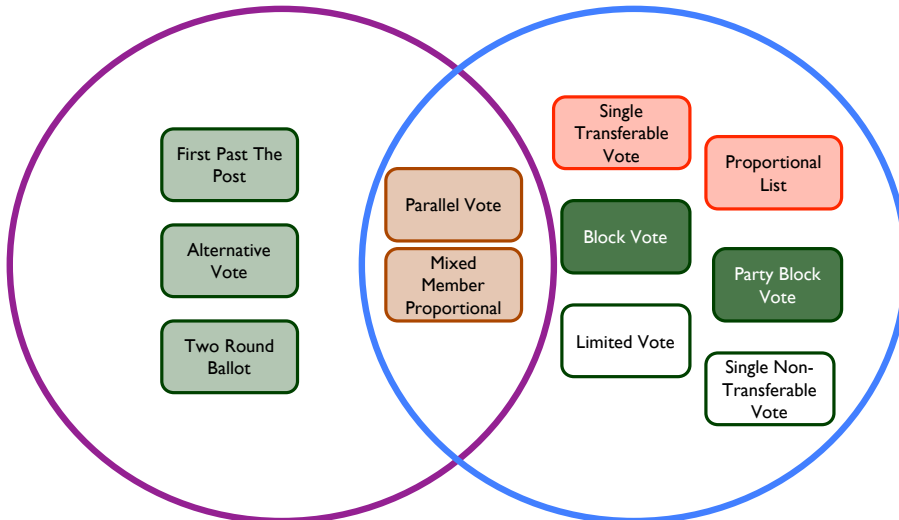 First Past The
Post
Alternative
Vote
Two Round
Ballot
Parallel Vote
Mixed
Member
Proportional
Single
Transferable
Vote
Proportional
List
Block Vote
Party Block
Vote
Limited Vote
Single Non-
Transferable
Vote